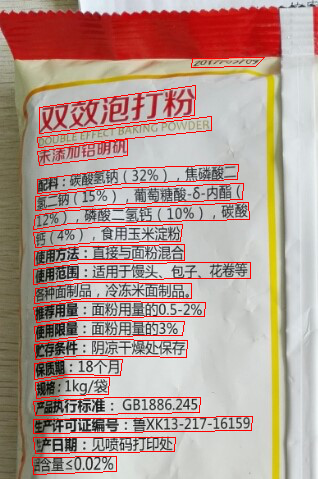 2017/03/09
双效泡打粉
DOUBLE EFFECT BAKING POWDER
未添加铝明矾
配料：碳酸氢钠（32%），焦磷酸二
氢二钠（15%），葡萄糖酸-δ-内酯（
12%），磷酸二氢钙（10%），碳酸
钙（4%），食用玉米淀粉
使用方法：直接与面粉混合
使用范围：适用于馒头、包子、花卷等
各种面制品，冷冻米面制品。
推荐用量：面粉用量的0.5-2%
使用限量：面粉用量的3%
贮存条件：阴凉干燥处保存
保质期：18个月
规格：1kg/袋
产品执行标准：GB1886.245
生产许可证编号：鲁XK13-217-16159
生产日期：见喷码打印处
铝含量≤0.02%